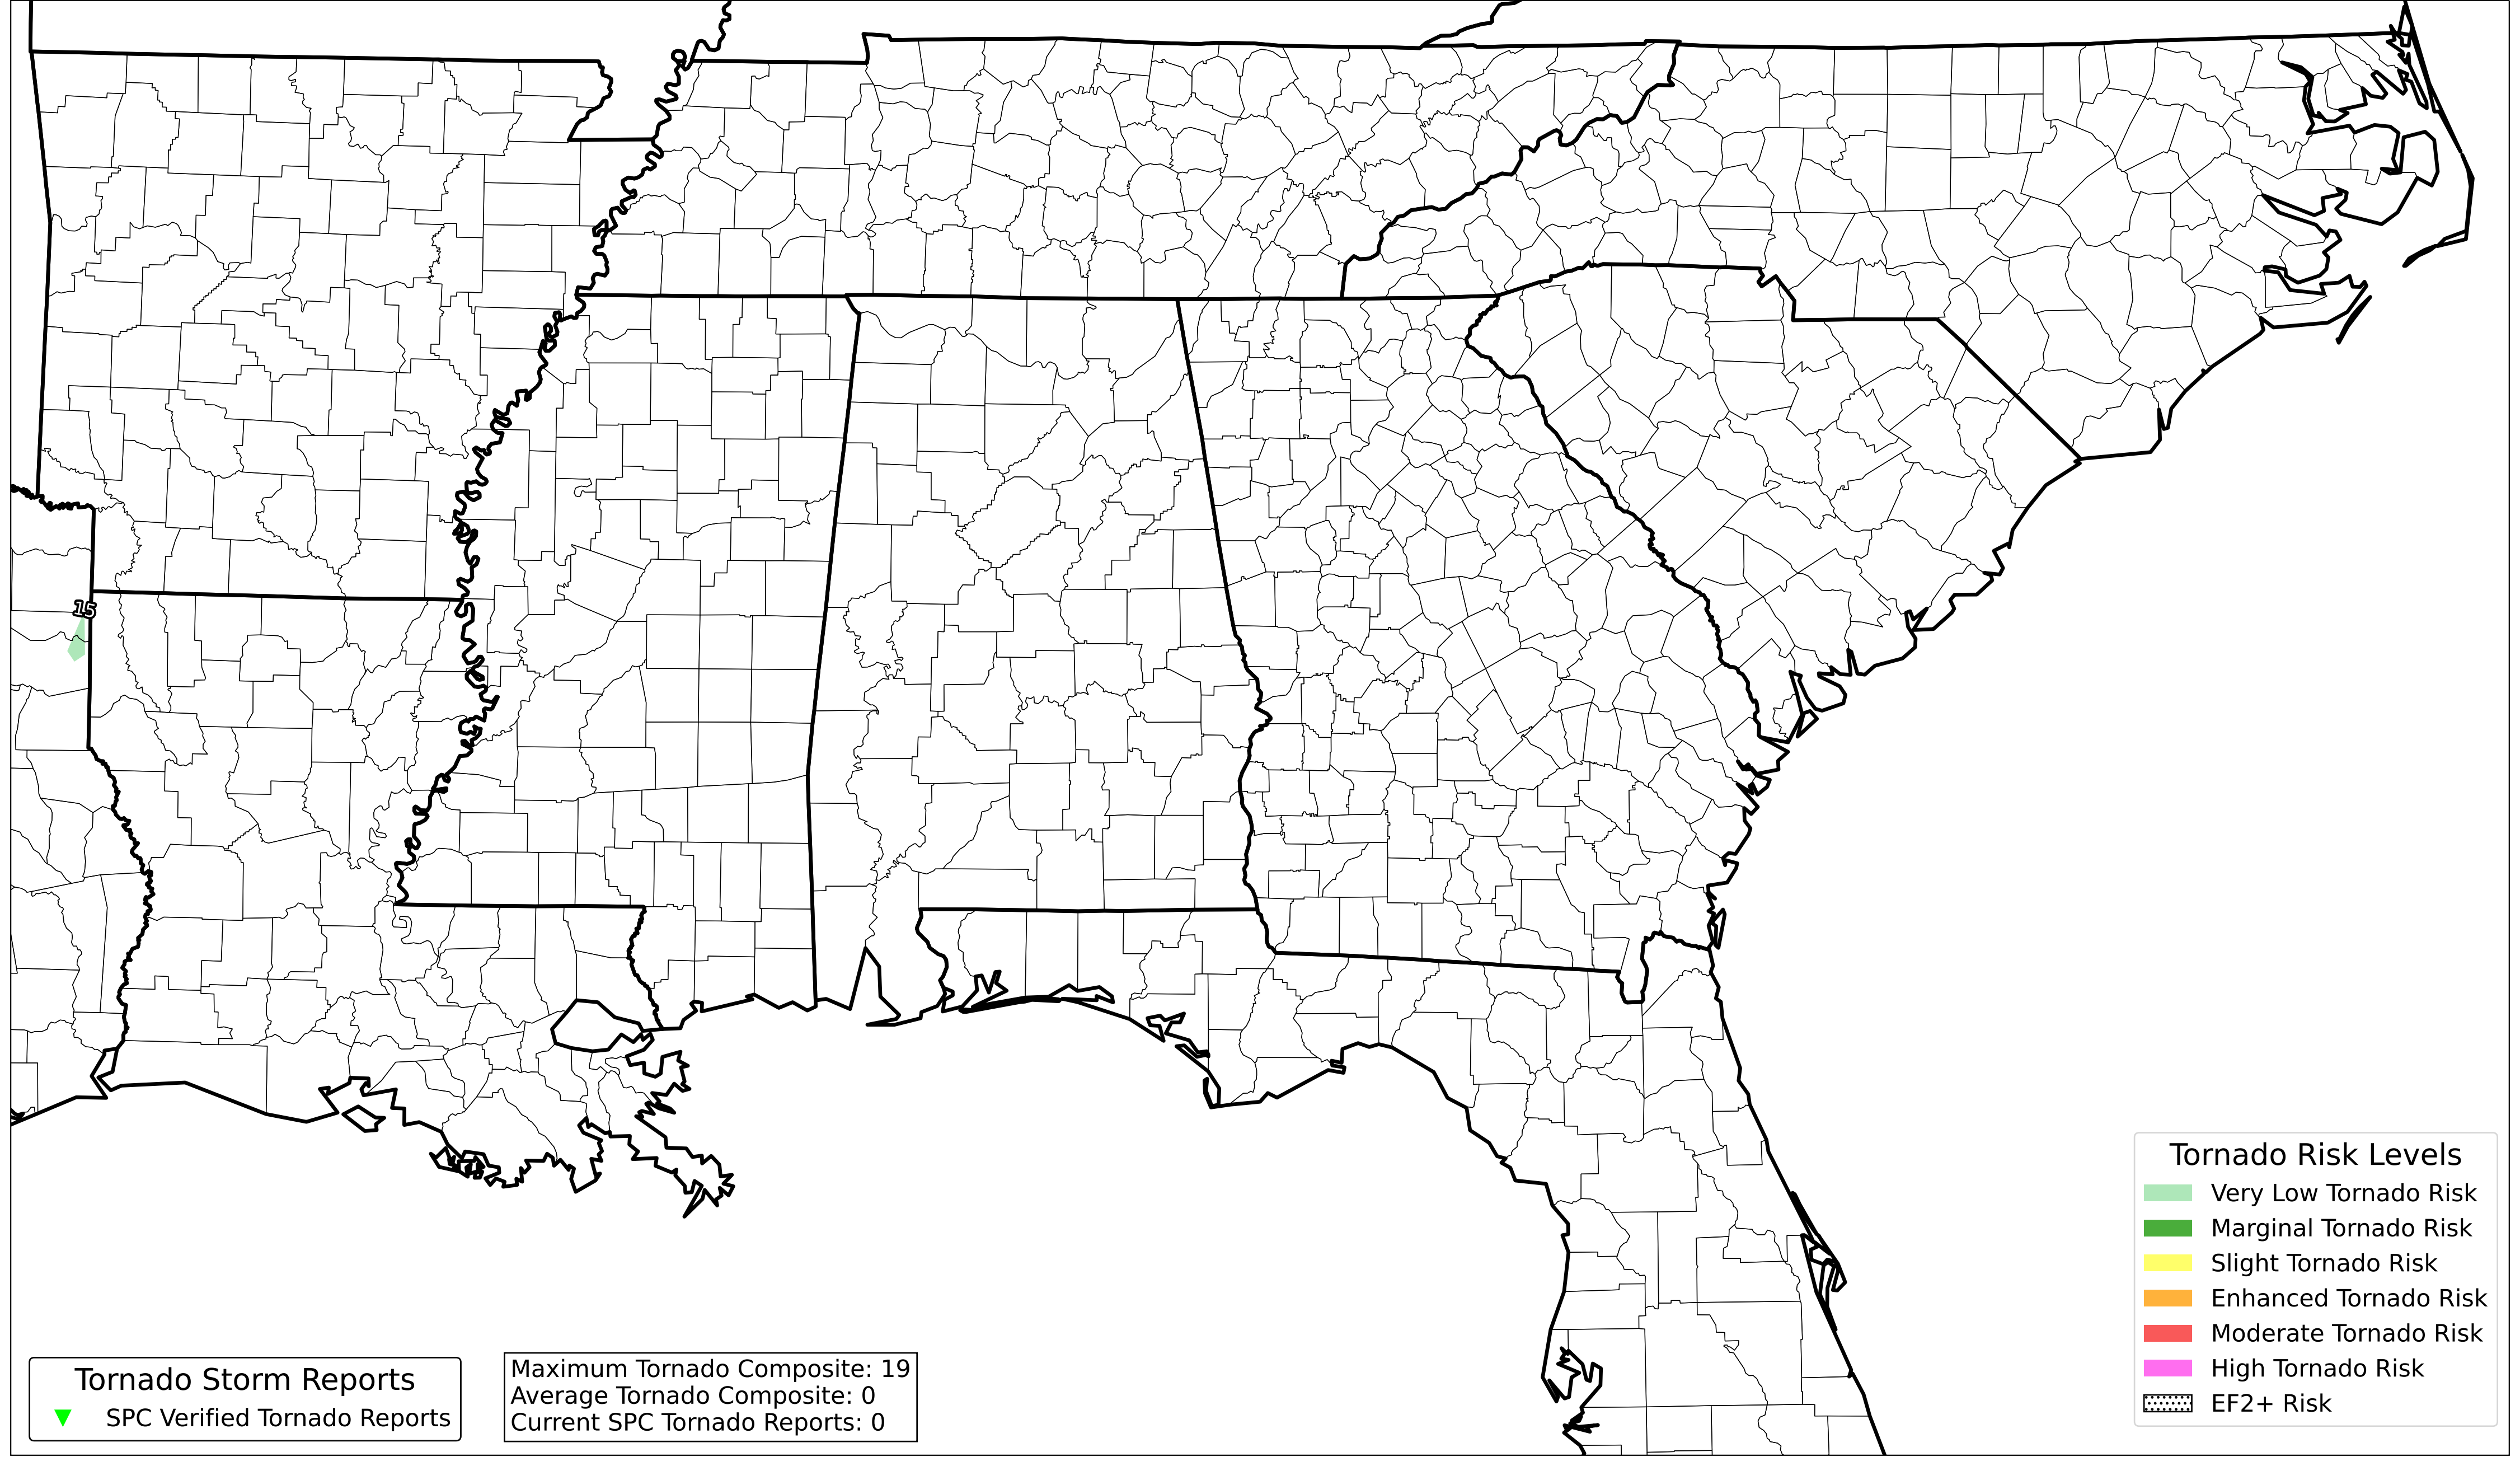 15
Tornado Storm Reports
SPC Verified Tornado Reports
Maximum Tornado Composite: 19
Average Tornado Composite: 0
Current SPC Tornado Reports: 0
Tornado Risk Levels
Very Low Tornado Risk
Marginal Tornado Risk
Slight Tornado Risk
Enhanced Tornado Risk
Moderate Tornado Risk
High Tornado Risk
EF2+ Risk